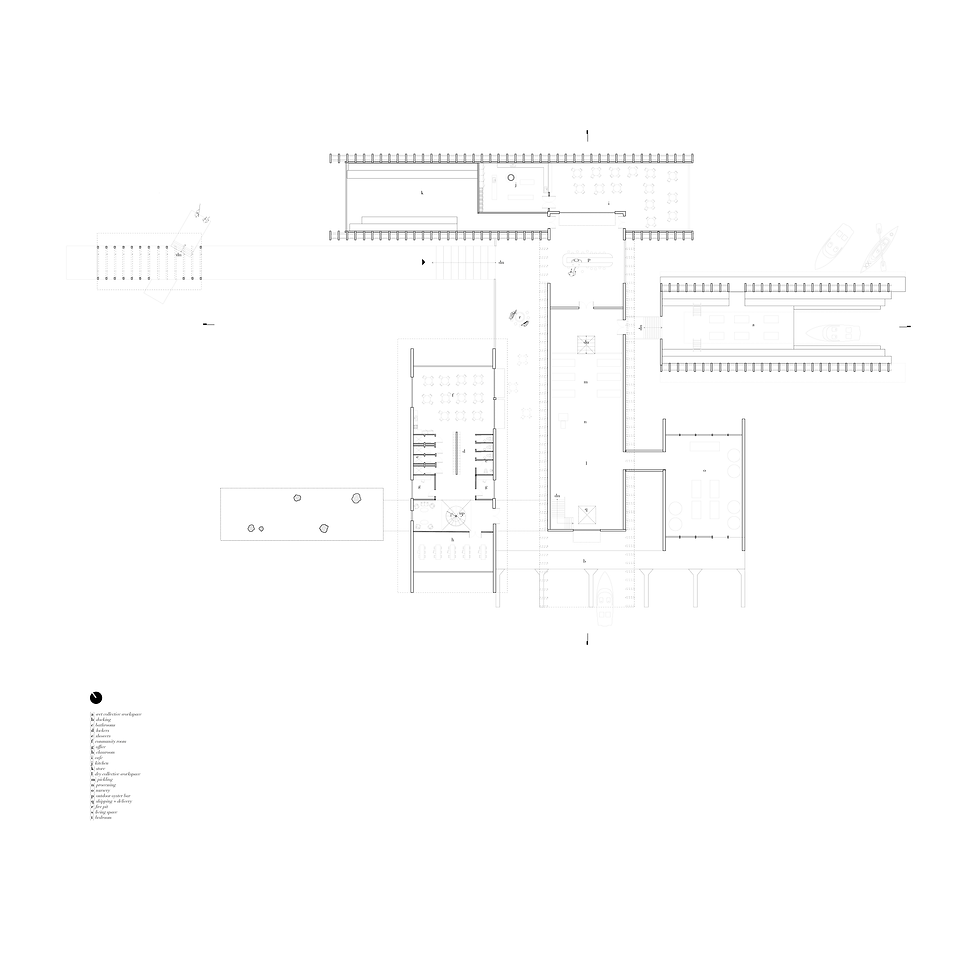 a wet collective workspace
b docking
c bathrooms
d lockers
e showers
f community room
g office
h classroom
i cafe
j kitchen
k store
l dry collective workspace
m pickling
n processing
o nursery
p outdoor oyster bar
q shipping + delivery
r fire pit
s living space
t bedroom